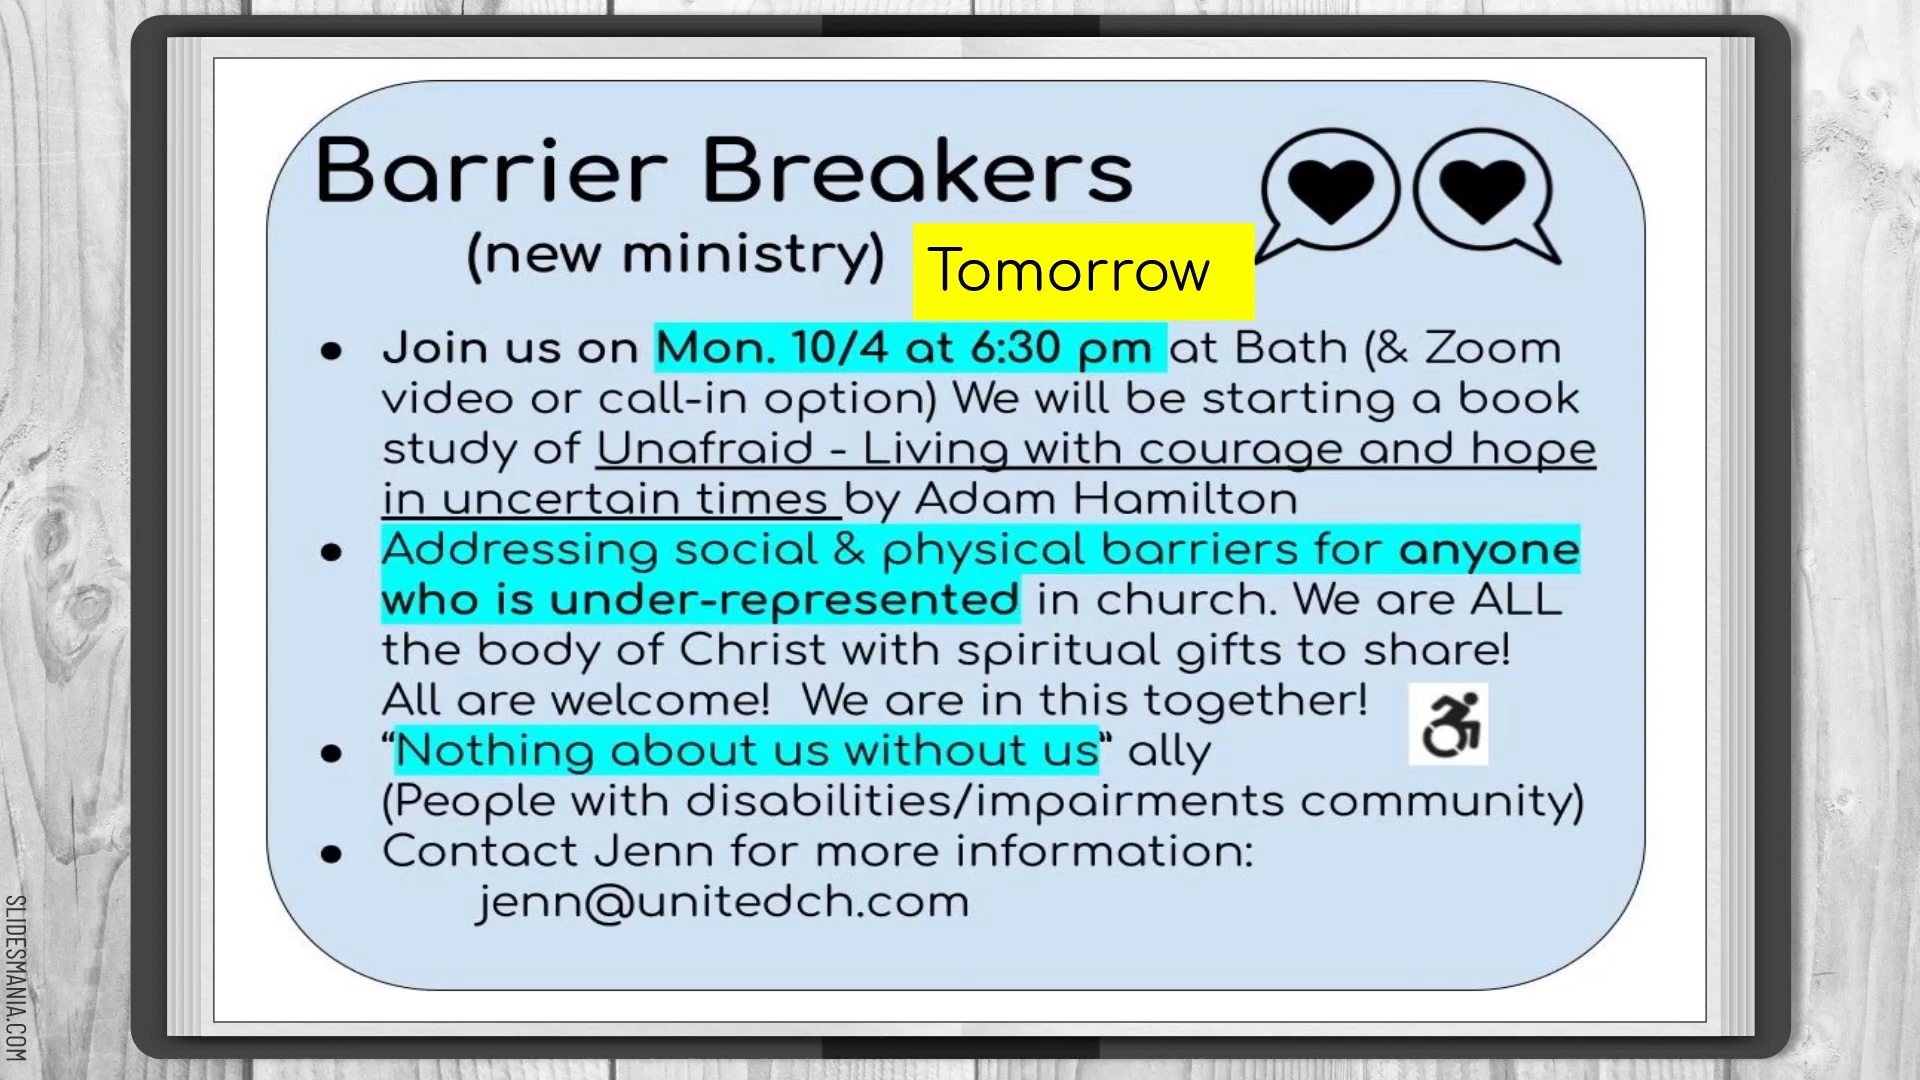 Barrier Breakers
(new ministry)
Tomorrow
● Join us on Mon. 10/4 at 6:30 pm at Bath (& Zoom
video or call-in option) We will be starting a book
study of Unafraid - Living with courage and hope
in uncertain times by Adam Hamilton
● Addressing social & physical barriers for anyone
who is under-represented in church. We are ALL
the body of Christ with spiritual gifts to share!
All are welcome!  We are in this together!
● “Nothing about us without us“ ally
(People with disabilities/impairments community)
● Contact Jenn for more information:
jenn@unitedch.com
SLIDESMANIA.COM